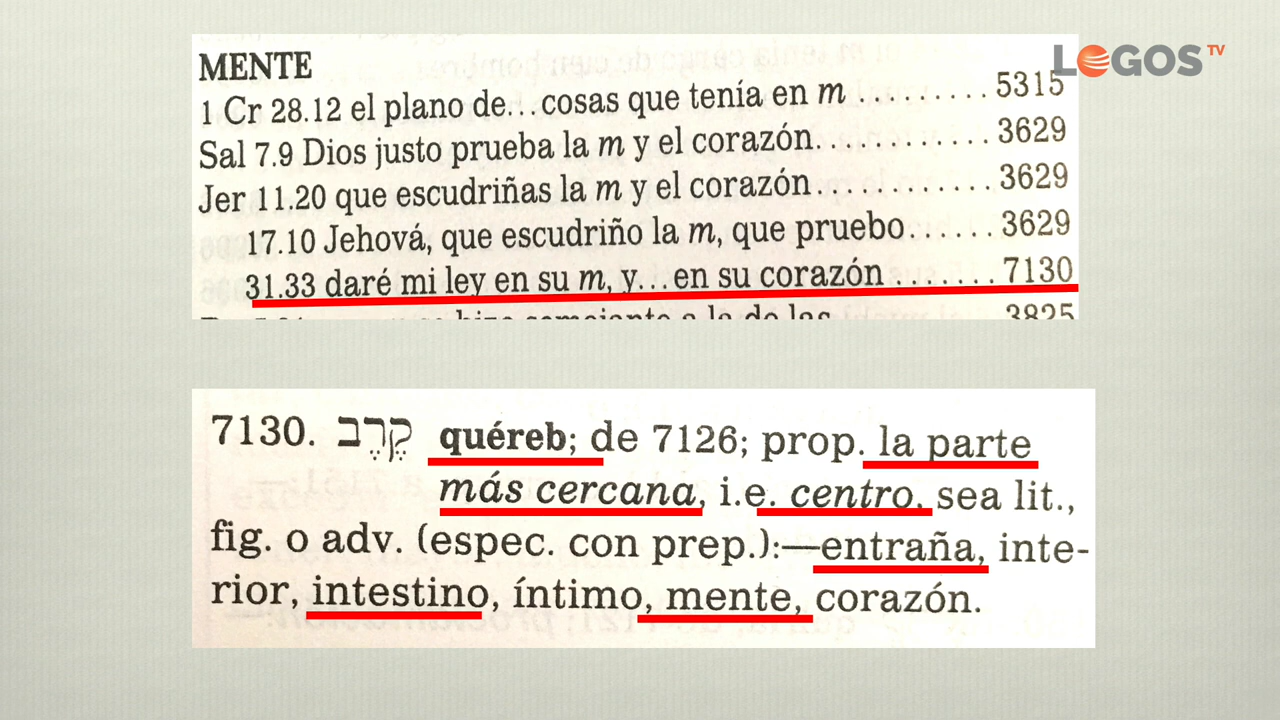 LOGOS TV
MENTE
1 Cr 28.12 el plano de...cosas que tenía en m ......... 5315
Sal 7.9 Dios justo prueba la m y el corazón............ 3629
Jer 11.20 que escudriñas la m y el corazón............ 3629
17.10 Jehová, que escudriño la m, que pruebo...... 3629
31.33 daré mi ley en su m, y...en su corazón ....... 7130
3825
7130. קֶרֶב quéreb; de 7126; prop. la parte
más cercana, i.e. centro, sea lit.,
fig. o adv. (espec. con prep.):—entraña, inte-
rior, intestino, íntimo, mente, corazón.